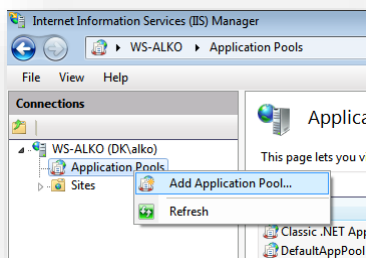 Internet Information Services (IIS) Manager
WS-ALKO Application Pools
File View Help
Connections
WS-ALKO (DK\alko)
Application Pools
Sites
Add Application Pool...
Refresh
Applica
This page lets you v
Classic .NET App
DefaultAppPool